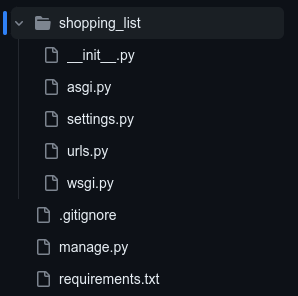 shopping_list
__init__.py
asgi.py
settings.py
urls.py
wsgi.py
.gitignore
manage.py
requirements.txt